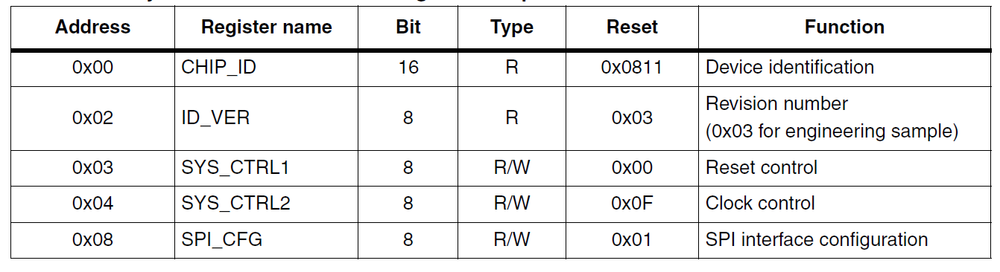 Address Register name Bit Type Reset Function
0x00 CHIP_ID 16 R 0x0811 Device identification
0x02 ID_VER 8 R 0x03 Revision number
(0x03 for engineering sample)
0x03 SYS_CTRL1 8 R/W 0x00 Reset control
0x04 SYS_CTRL2 8 R/W 0x0F Clock control
0x08 SPI_CFG 8 R/W 0x01 SPI interface configuration